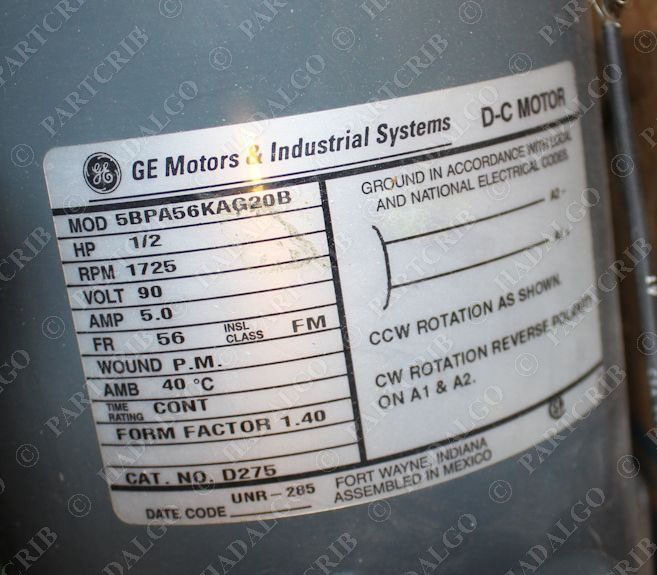 GE Motors & Industrial Systems
D-C MOTOR
MOD 5BPA56KAG20B
HP 1/2
RPM 1725
VOLT 90
AMP 5.0
FR 56 INSL CLASS FM
WOUND P.M.
AMB 40 °C
TIME RATING CONT
FORM FACTOR 1.40
CAT. NO. D275
DATE CODE UNR-285
GROUND IN ACCORDANCE WITH LOCAL
AND NATIONAL ELECTRICAL CODES.
A2 -
A1 +
CCW ROTATION AS SHOWN.
CW ROTATION REVERSE POLARITY
ON A1 & A2.
FORT WAYNE, INDIANA
ASSEMBLED IN MEXICO
© PARTCRIB
© HADALGO